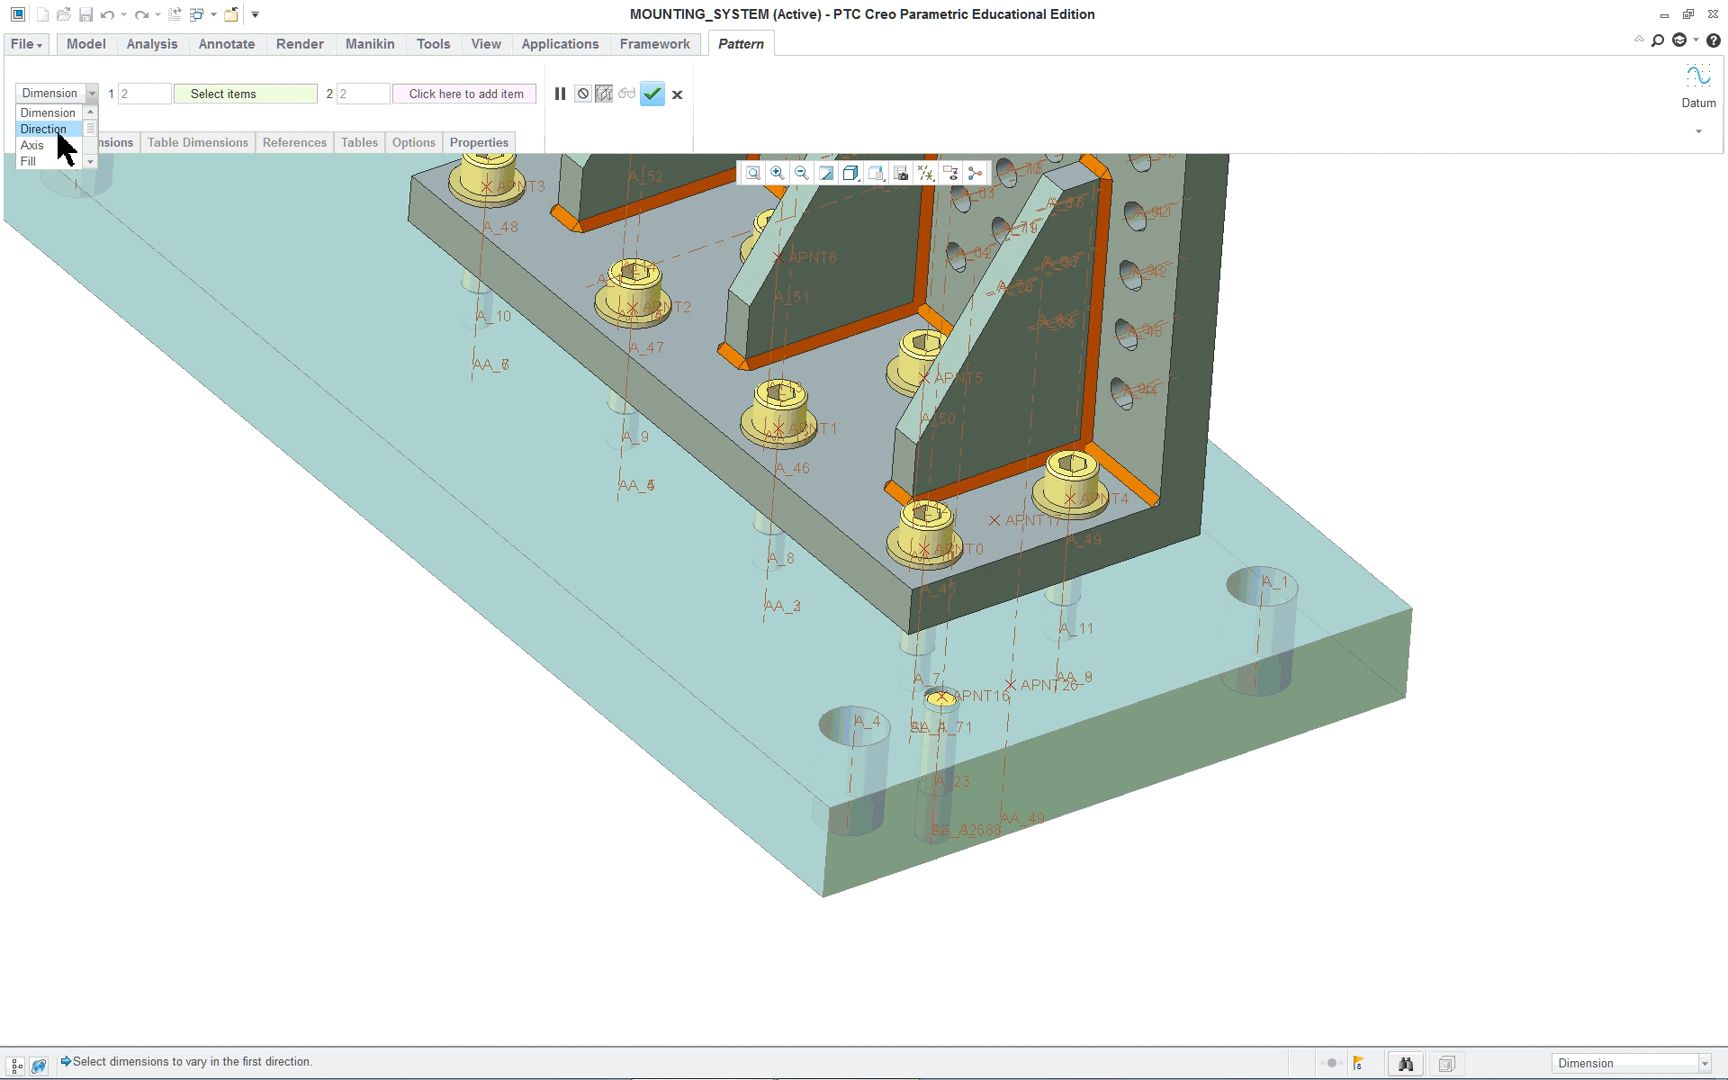 MOUNTING_SYSTEM (Active) - PTC Creo Parametric Educational Edition
File Model Analysis Annotate Render Manikin Tools View Applications Framework Pattern
Dimension 1 2 Select items 2 2 Click here to add item
Datum
Dimension
Direction
Axis
Fill
Table Dimensions References Tables Options Properties
APNT3
A_52
A_48
APNT6
APNT2
A_51
A_10
A_47
AA_6
APNT5
APNT1
A_50
A_9
A_46
APNT4
APNT17
APNT0
A_49
A_8
A_45
A_1
AA_3
A_11
A_7
AA_9
APNT16
APNT20
A_4
A_71
A_23
AA_49
Select dimensions to vary in the first direction.
Dimension